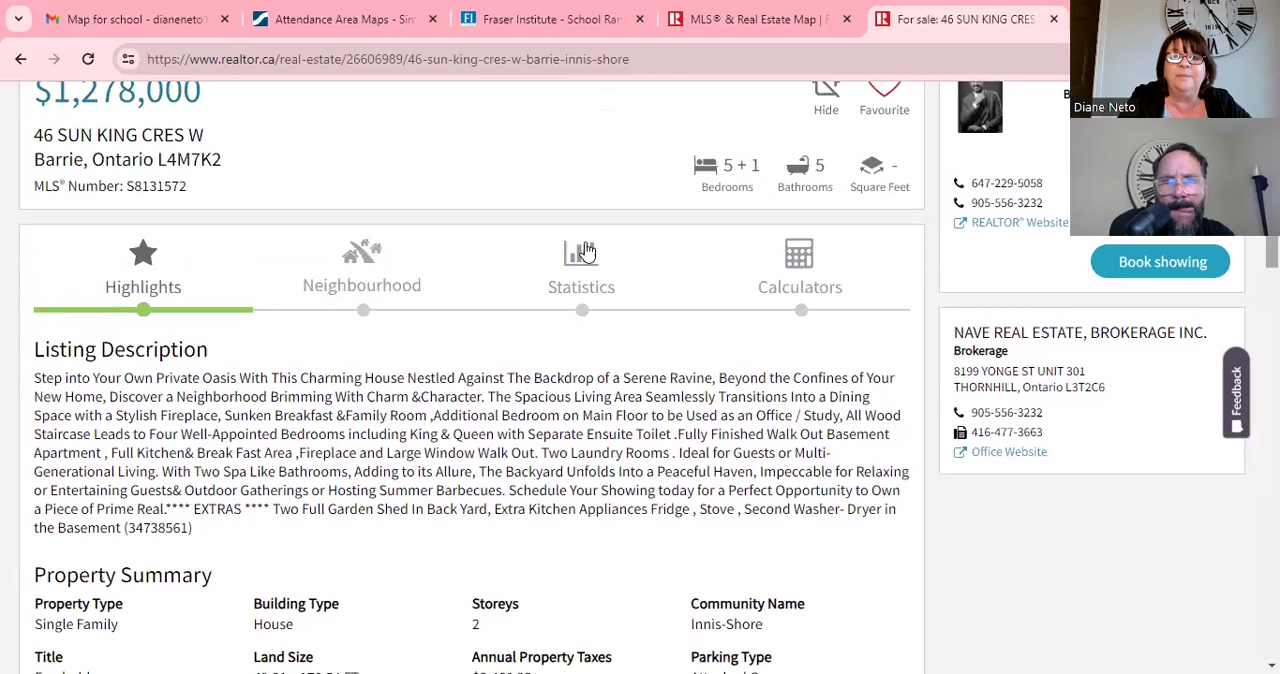 Map for school - dianeneto1
Attendance Area Maps - Sim
Fraser Institute - School Ran
MLS® & Real Estate Map | F
For sale: 46 SUN KING CRES
https://www.realtor.ca/real-estate/26606989/46-sun-king-cres-w-barrie-innis-shore
$1,278,000
Hide
Favourite
46 SUN KING CRES W
Barrie, Ontario L4M7K2
MLS® Number: S8131572
5 + 1
5
-
Bedrooms
Bathrooms
Square Feet
Diane Neto
647-229-5058
905-556-3232
REALTOR® Website
Book showing
Highlights
Neighbourhood
Statistics
Calculators
Listing Description
Step into Your Own Private Oasis With This Charming House Nestled Against The Backdrop of a Serene Ravine, Beyond the Confines of Your
New Home, Discover a Neighborhood Brimming With Charm &Character. The Spacious Living Area Seamlessly Transitions Into a Dining
Space with a Stylish Fireplace, Sunken Breakfast &Family Room ,Additional Bedroom on Main Floor to be Used as an Office / Study, All Wood
Staircase Leads to Four Well-Appointed Bedrooms including King & Queen with Separate Ensuite Toilet .Fully Finished Walk Out Basement
Apartment , Full Kitchen& Break Fast Area ,Fireplace and Large Window Walk Out. Two Laundry Rooms . Ideal for Guests or Multi-
Generational Living. With Two Spa Like Bathrooms, Adding to its Allure, The Backyard Unfolds Into a Peaceful Haven, Impeccable for Relaxing
or Entertaining Guests& Outdoor Gatherings or Hosting Summer Barbecues. Schedule Your Showing today for a Perfect Opportunity to Own
a Piece of Prime Real.**** EXTRAS **** Two Full Garden Shed In Back Yard, Extra Kitchen Appliances Fridge , Stove , Second Washer- Dryer in
the Basement (34738561)
NAVE REAL ESTATE, BROKERAGE INC.
Brokerage
8199 YONGE ST UNIT 301
THORNHILL, Ontario L3T2C6
905-556-3232
416-477-3663
Office Website
Feedback
Property Summary
Property Type
Building Type
Storeys
Community Name
Single Family
House
2
Innis-Shore
Title
Land Size
Annual Property Taxes
Parking Type